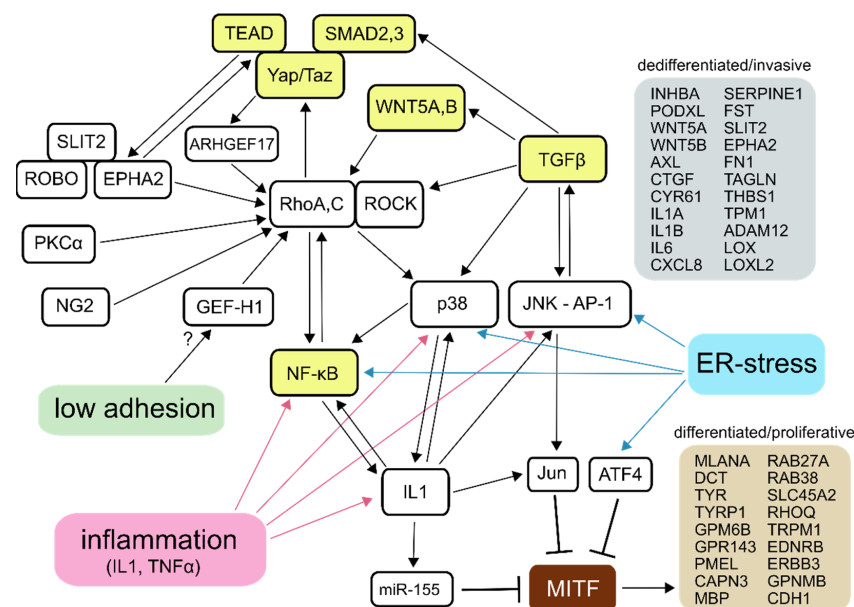 TEAD
SMAD2,3
Yap/Taz
dedifferentiated/invasive
INHBA SERPINE1
PODXL FST
WNT5A SLIT2
WNT5B EPHA2
AXL FN1
CTGF TAGLN
CYR61 THBS1
IL1A TPM1
IL1B ADAM12
IL6 LOX
CXCL8 LOXL2
WNT5A,B
SLIT2
ARHGEF17
TGFβ
ROBO
EPHA2
RhoA,C
ROCK
PKCα
NG2
GEF-H1
p38
JNK - AP-1
?
NF-κB
ER-stress
low adhesion
differentiated/proliferative
MLANA RAB27A
DCT RAB38
TYR SLC45A2
TYRP1 RHOQ
GPM6B TRPM1
GPR143 EDNRB
PMEL ERBB3
CAPN3 GPNMB
MBP CDH1
IL1
Jun
ATF4
inflammation
(IL1, TNFα)
miR-155
MITF